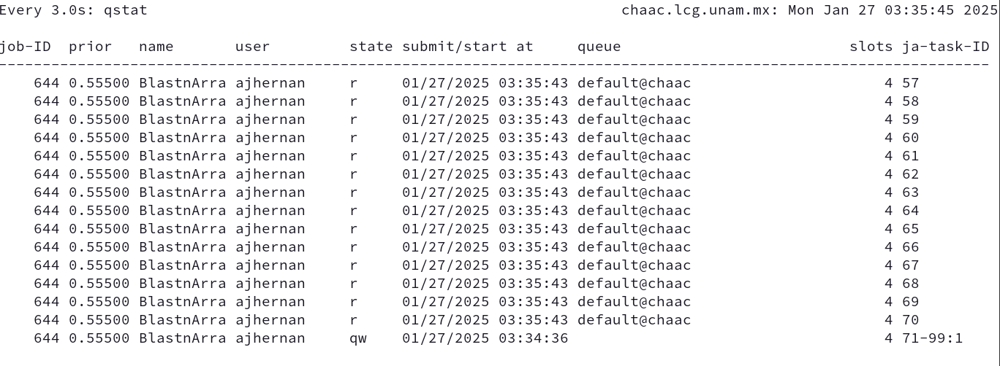 Every 3.0s: qstat chaac.lcg.unam.mx: Mon Jan 27 03:35:45 2025
job-ID prior name user state submit/start at queue slots ja-task-ID
-----------------------------------------------------------------------------------------------------------------
644 0.55500 BlastnArra ajhernan r 01/27/2025 03:35:43 default@chaac 4 57
644 0.55500 BlastnArra ajhernan r 01/27/2025 03:35:43 default@chaac 4 58
644 0.55500 BlastnArra ajhernan r 01/27/2025 03:35:43 default@chaac 4 59
644 0.55500 BlastnArra ajhernan r 01/27/2025 03:35:43 default@chaac 4 60
644 0.55500 BlastnArra ajhernan r 01/27/2025 03:35:43 default@chaac 4 61
644 0.55500 BlastnArra ajhernan r 01/27/2025 03:35:43 default@chaac 4 62
644 0.55500 BlastnArra ajhernan r 01/27/2025 03:35:43 default@chaac 4 63
644 0.55500 BlastnArra ajhernan r 01/27/2025 03:35:43 default@chaac 4 64
644 0.55500 BlastnArra ajhernan r 01/27/2025 03:35:43 default@chaac 4 65
644 0.55500 BlastnArra ajhernan r 01/27/2025 03:35:43 default@chaac 4 66
644 0.55500 BlastnArra ajhernan r 01/27/2025 03:35:43 default@chaac 4 67
644 0.55500 BlastnArra ajhernan r 01/27/2025 03:35:43 default@chaac 4 68
644 0.55500 BlastnArra ajhernan r 01/27/2025 03:35:43 default@chaac 4 69
644 0.55500 BlastnArra ajhernan r 01/27/2025 03:35:43 default@chaac 4 70
644 0.55500 BlastnArra ajhernan qw 01/27/2025 03:34:36 4 71-99:1